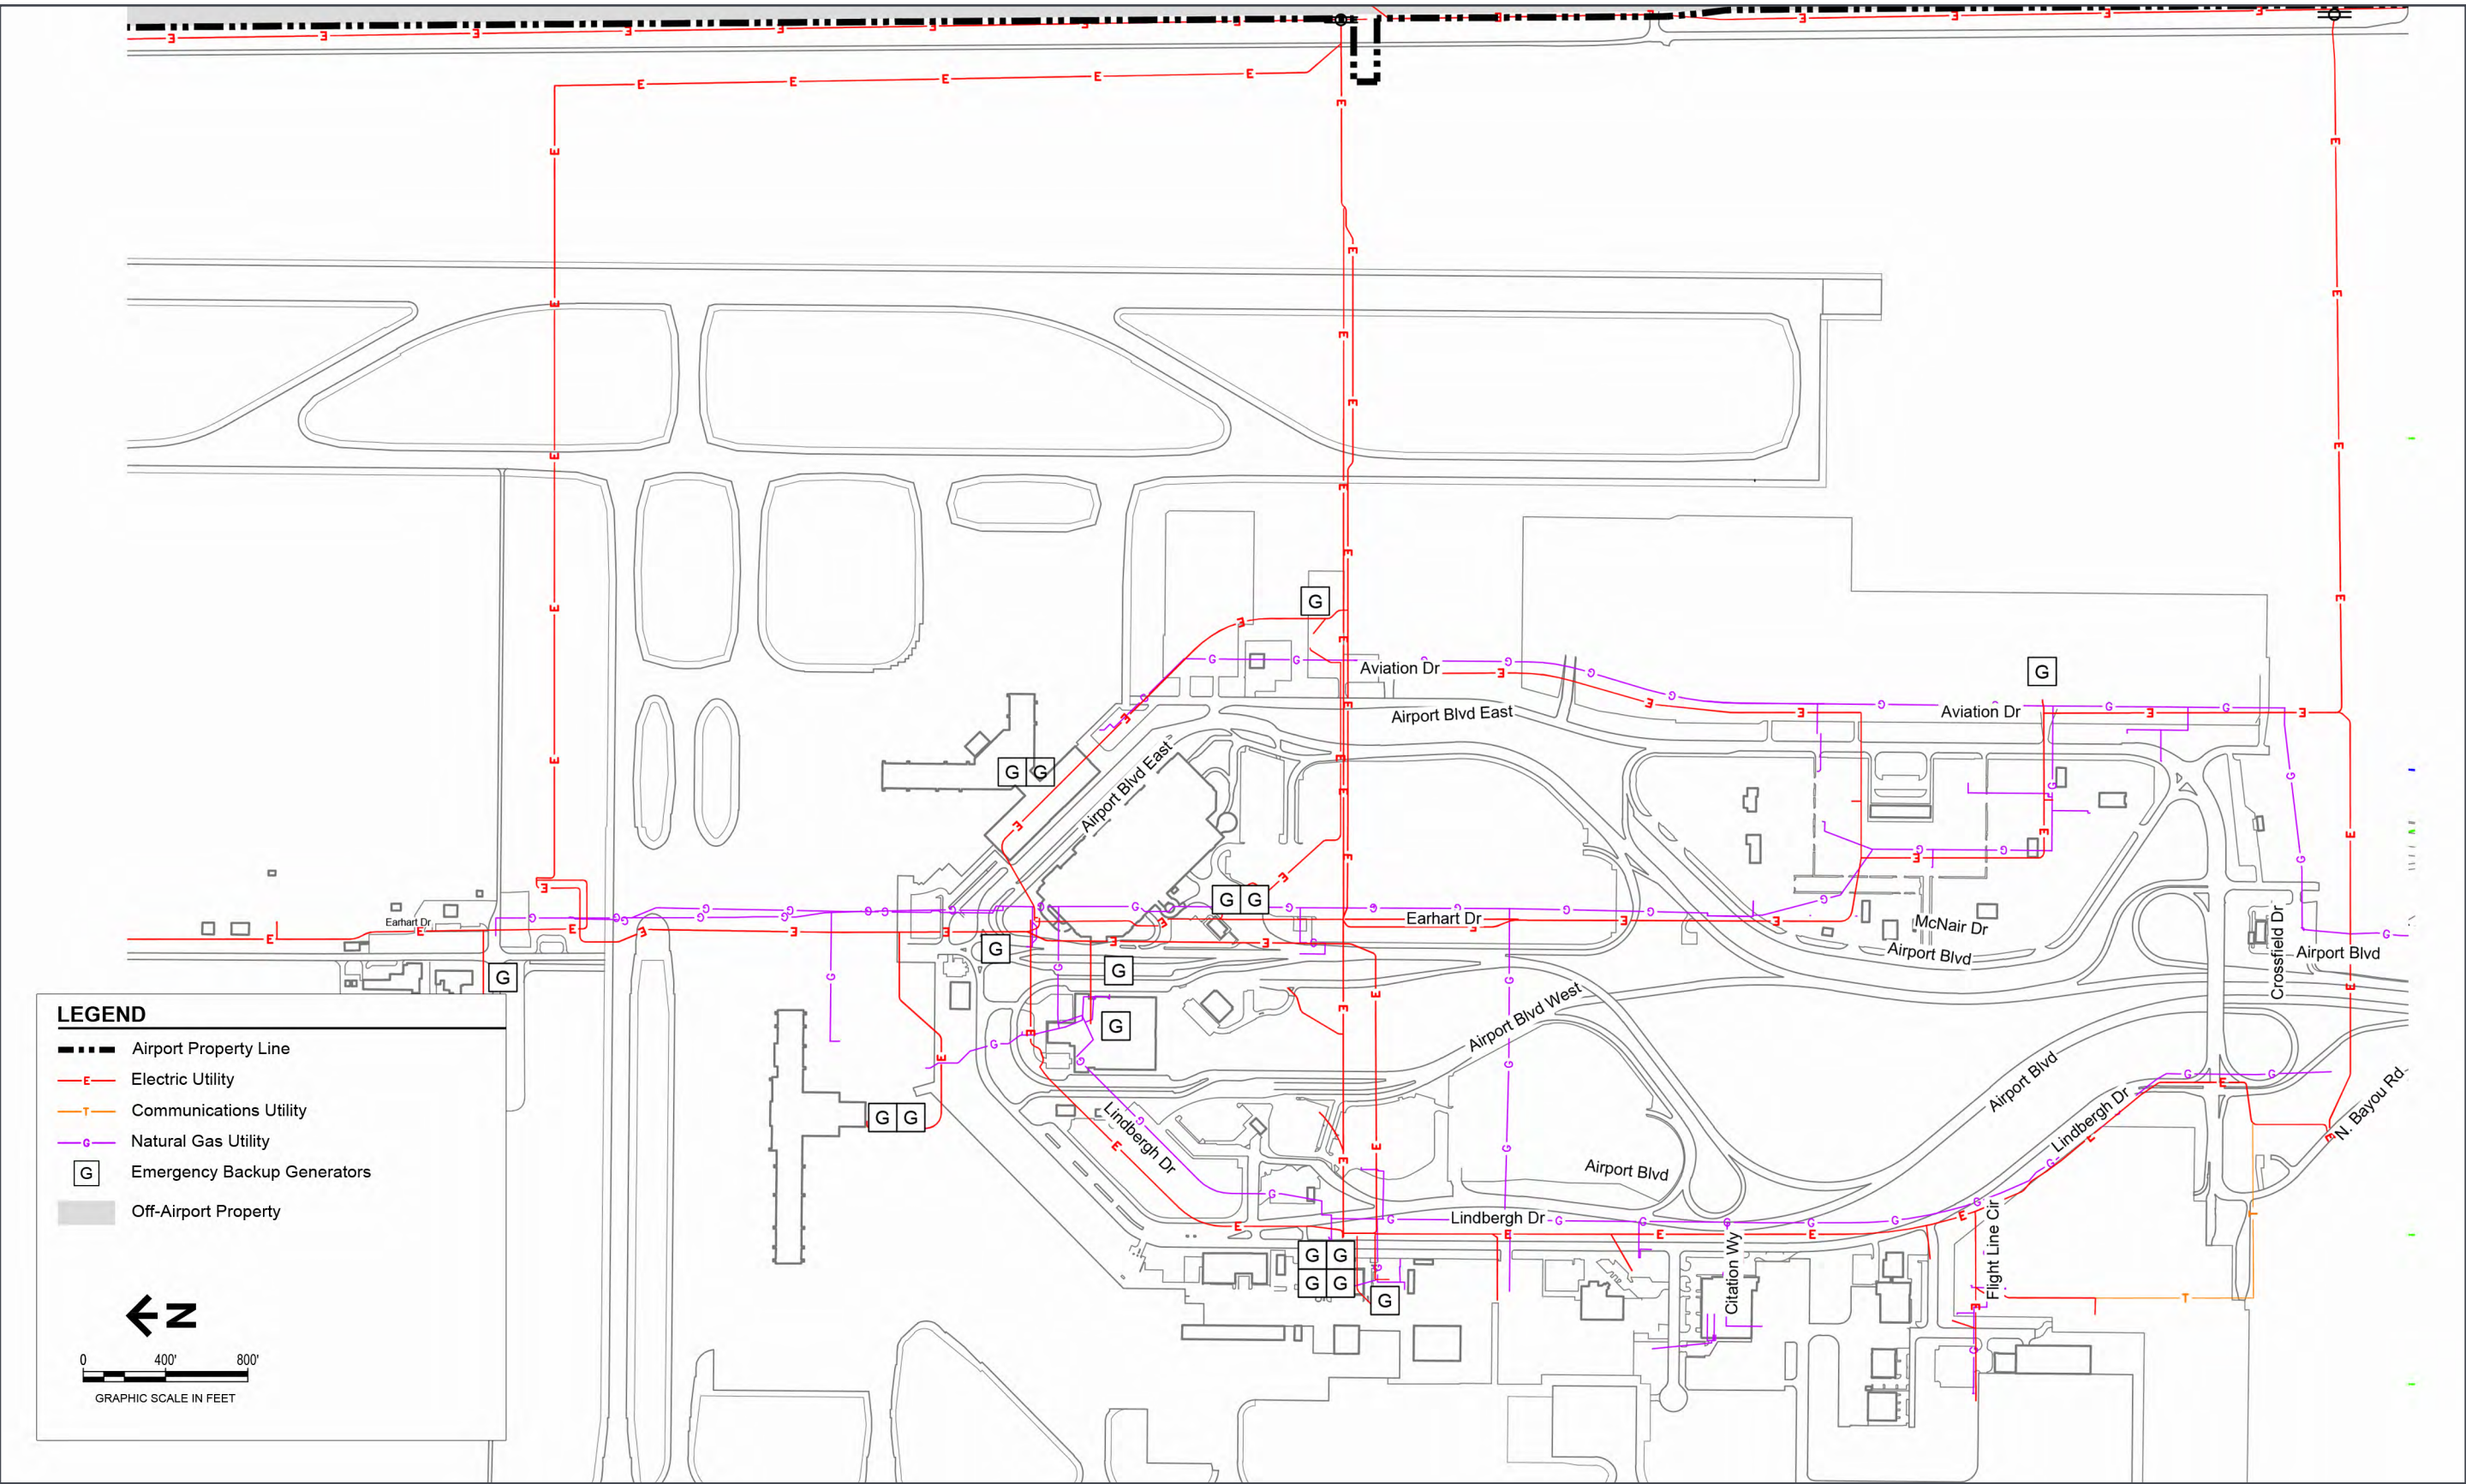 Aviation Dr
Airport Blvd East
Aviation Dr
Airport Blvd East
Earhart Dr
Earhart Dr
McNair Dr
Airport Blvd
Crossfield Dr
Airport Blvd
Airport Blvd West
Airport Blvd
Lindbergh Dr
N. Bayou Rd
Lindbergh Dr
Airport Blvd
Lindbergh Dr
Citation Wy
Flight Line Cir
G
G
G G
G G
G
G
G
G
G G
G G
G G
G
LEGEND
Airport Property Line
E Electric Utility
T Communications Utility
G Natural Gas Utility
G Emergency Backup Generators
Off-Airport Property
N
0 400' 800'
GRAPHIC SCALE IN FEET